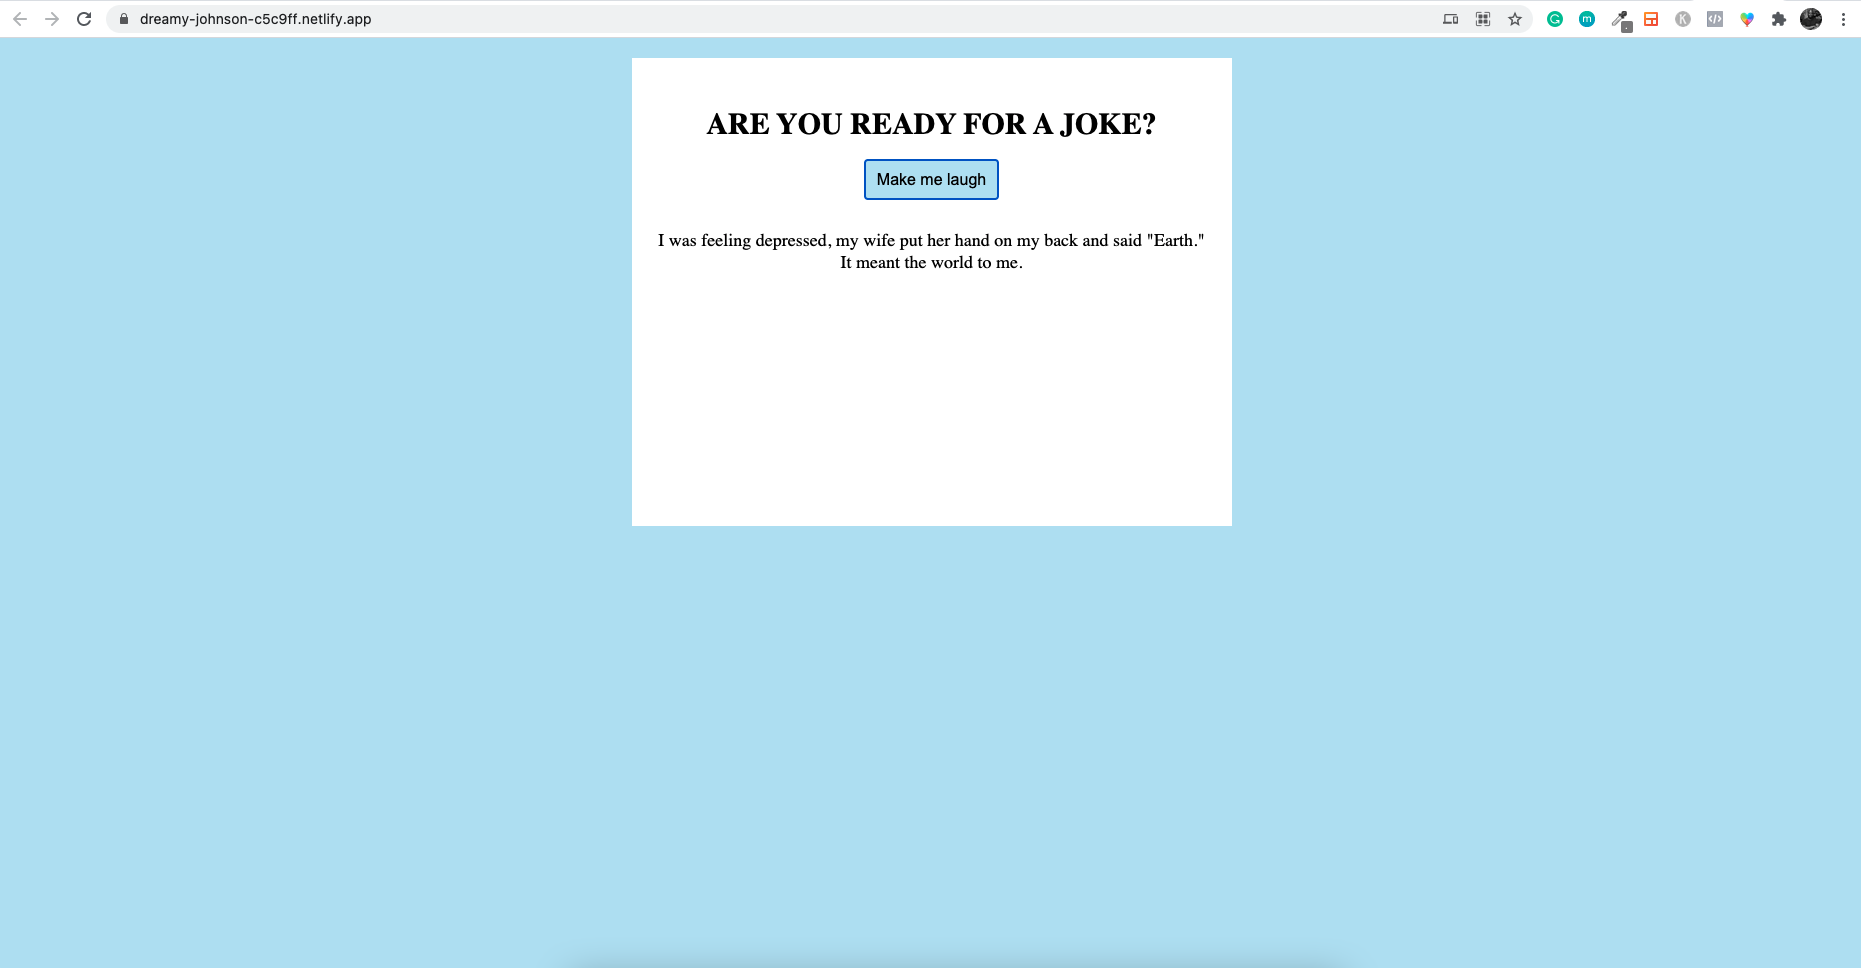 dreamy-johnson-c5c9ff.netlify.app
ARE YOU READY FOR A JOKE?
Make me laugh
I was feeling depressed, my wife put her hand on my back and said "Earth."
It meant the world to me.